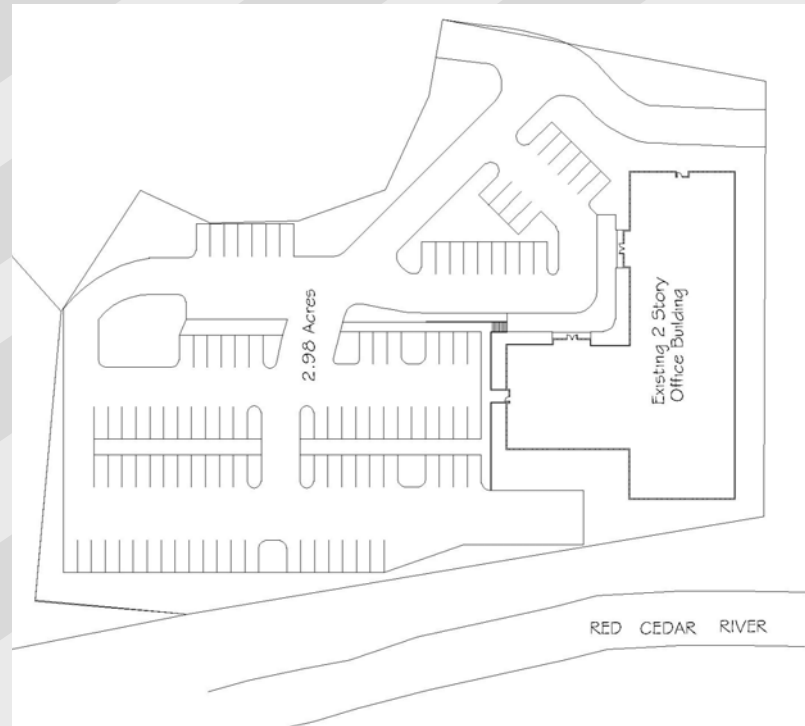 2.98 Acres
Existing 2 Story
Office Building
RED CEDAR RIVER